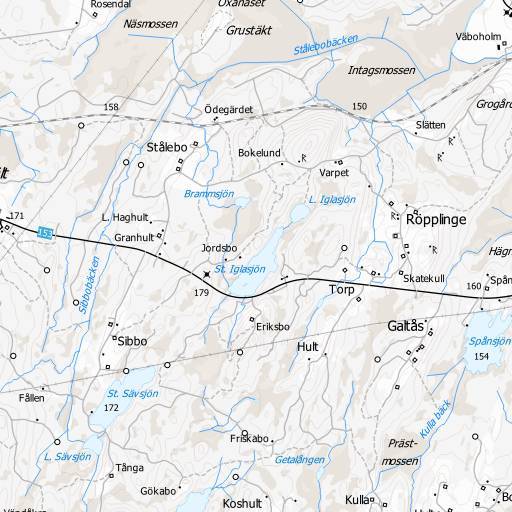 Rosendal
Oxanäset
Näsmossen
Grustäkt
Stålebobäcken
Väboholm
Intagsmossen
158
Ödegärdet
150
Slätten
Stålebo
Bokelund
R
R
Varpet
R
Brammsjön
L. Iglasjön
171
L. Haghult
Röpplinge
153
Granhult
Jordsbo
R
St. Iglasjön
Skatekull
160
179
Torp
Sibbobäcken
Eriksbo
Galtås
Sibbo
Hult
Spånsjön
154
St. Sävsjön
Fållen
172
Kulla bäck
Friskabo
Präst-
mossen
L. Sävsjön
Tånga
Getalången
Gökabo
Koshult
Kulla